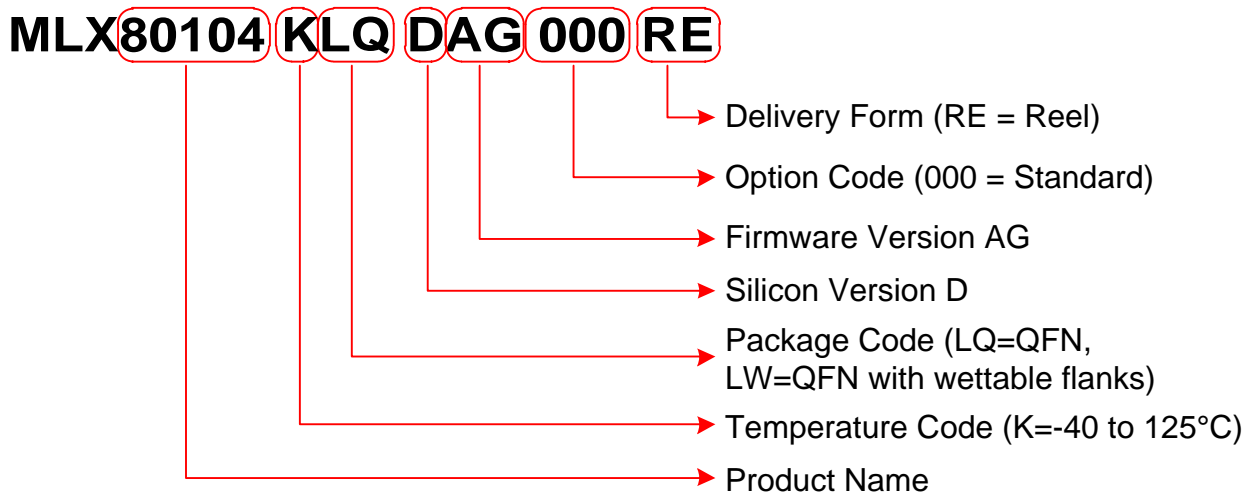 MLX80104 KLQ DAG 000 RE
Delivery Form (RE = Reel)
Option Code (000 = Standard)
Firmware Version AG
Silicon Version D
Package Code (LQ=QFN,
LW=QFN with wettable flanks)
Temperature Code (K=-40 to 125°C)
Product Name